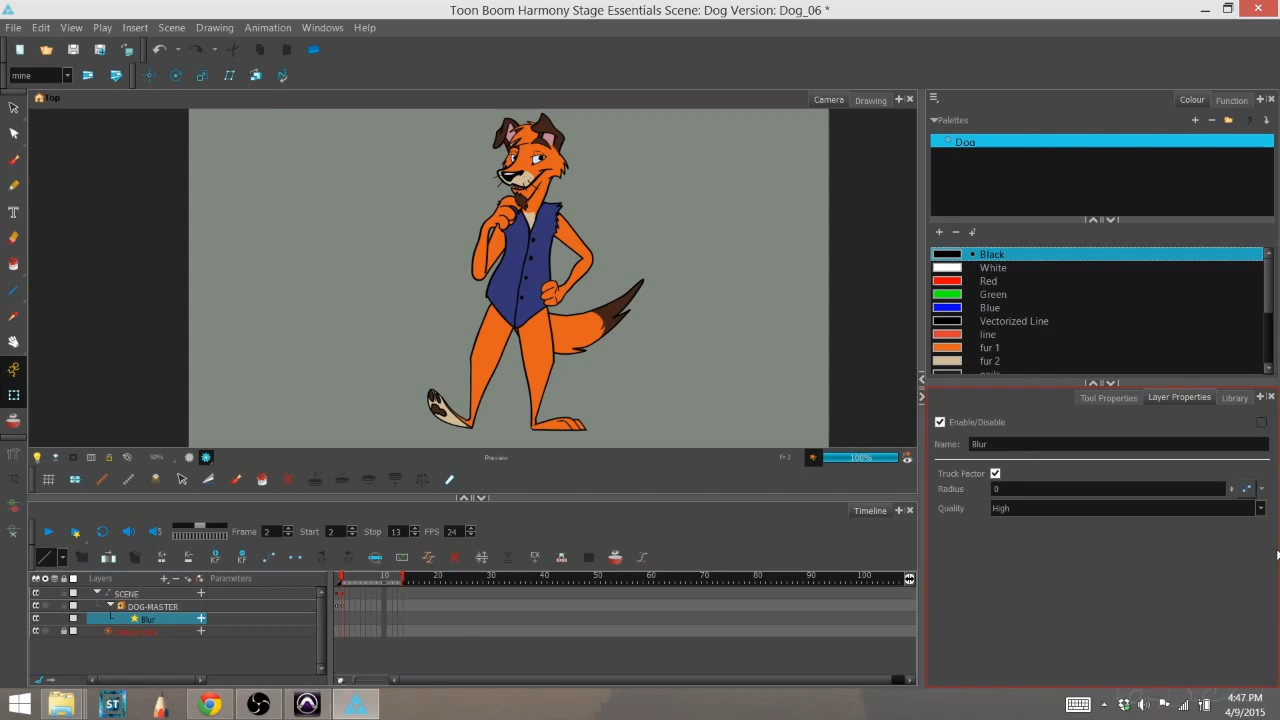 Toon Boom Harmony Stage Essentials Scene: Dog Version: Dog_06 *
File Edit View Play Insert Scene Drawing Animation Windows Help
mine
Top
Camera Drawing
Colour Function
Palettes
Dog
Black
White
Red
Green
Blue
Vectorized Line
line
fur 1
fur 2
nails
Tool Properties Layer Properties Library
Enable/Disable
Name: Blur
Truck Factor
Radius 0
Quality High
50% Preview Fr 2 100%
Timeline
Frame 2 Start 2 Stop 13 FPS 24
Layers Parameters
10 20 30 40 50 60 70 80 90 100
SCENE
DOG-MASTER
Blur
ST
4:47 PM
4/9/2015